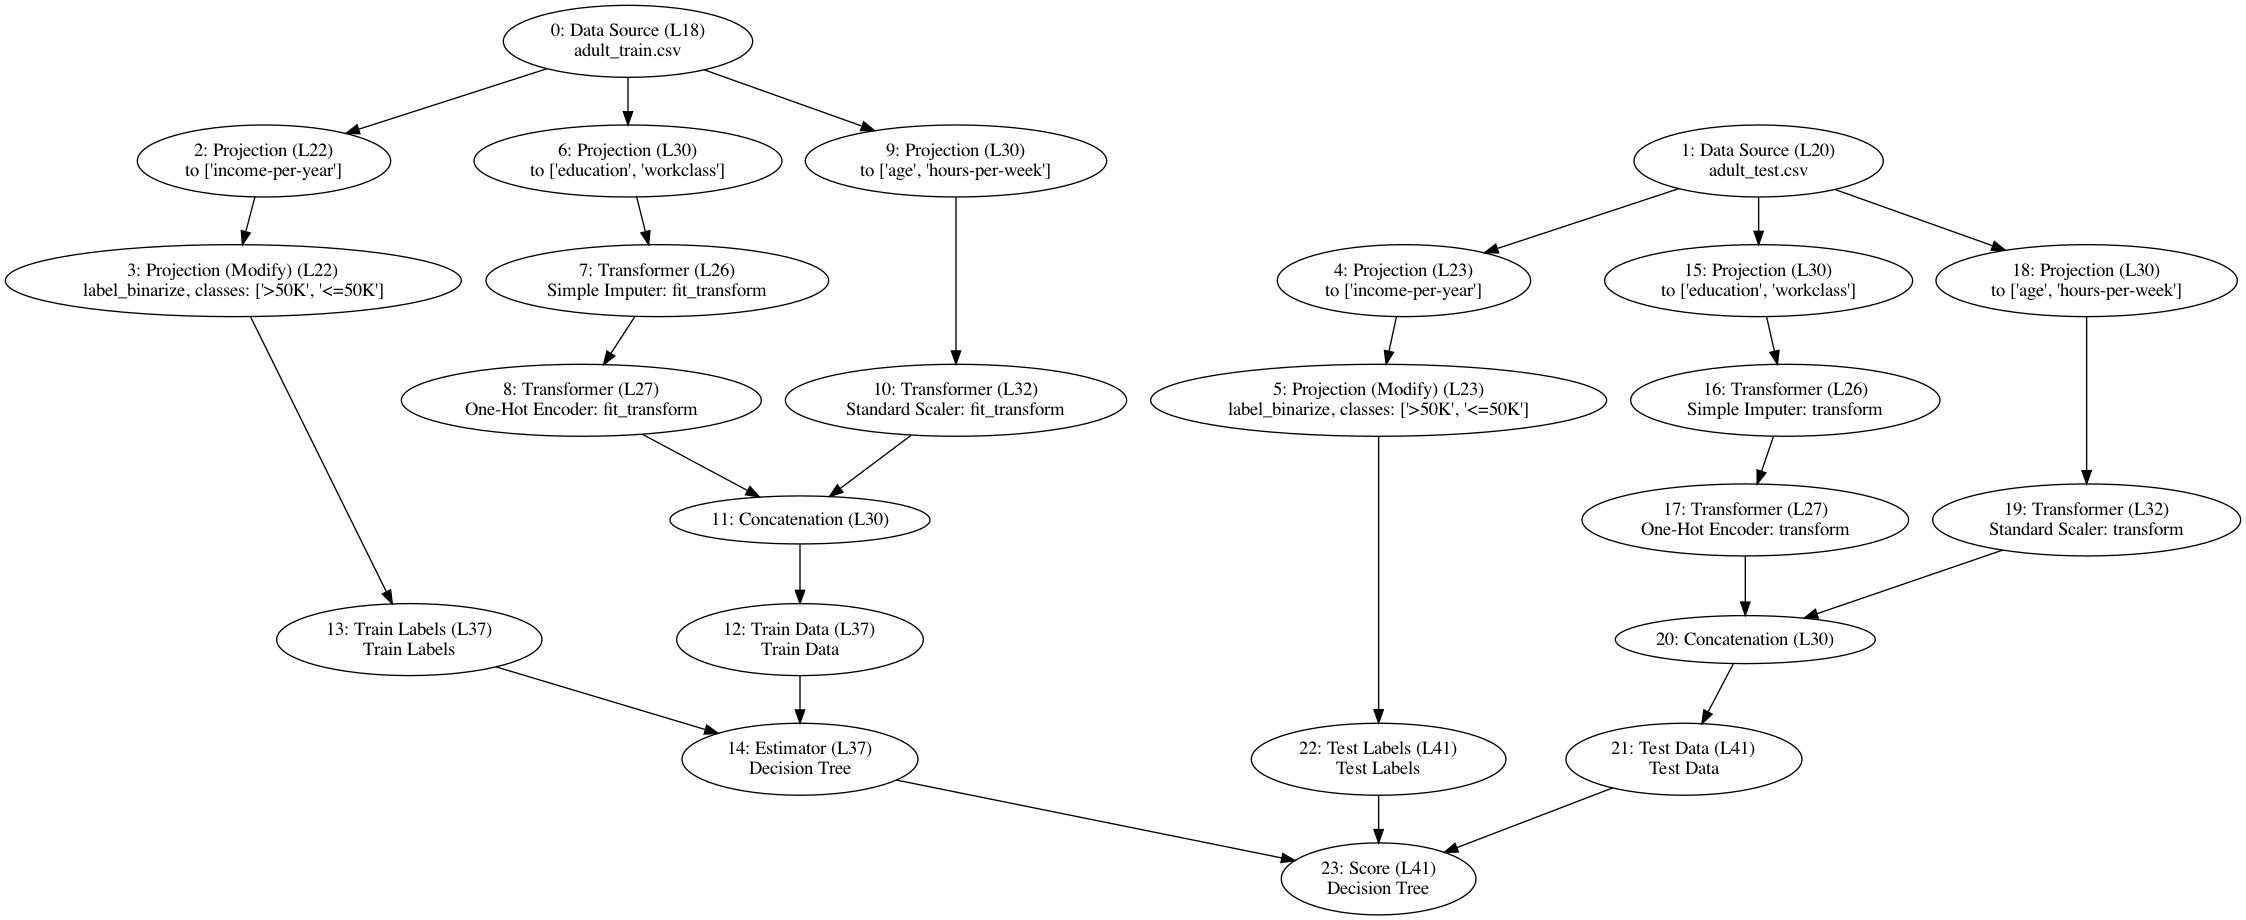 0: Data Source (L18)
adult_train.csv
2: Projection (L22)
to ['income-per-year']
6: Projection (L30)
to ['education', 'workclass']
9: Projection (L30)
to ['age', 'hours-per-week']
1: Data Source (L20)
adult_test.csv
3: Projection (Modify) (L22)
label_binarize, classes: ['>50K', '<=50K']
7: Transformer (L26)
Simple Imputer: fit_transform
4: Projection (L23)
to ['income-per-year']
15: Projection (L30)
to ['education', 'workclass']
18: Projection (L30)
to ['age', 'hours-per-week']
8: Transformer (L27)
One-Hot Encoder: fit_transform
10: Transformer (L32)
Standard Scaler: fit_transform
5: Projection (Modify) (L23)
label_binarize, classes: ['>50K', '<=50K']
16: Transformer (L26)
Simple Imputer: transform
11: Concatenation (L30)
17: Transformer (L27)
One-Hot Encoder: transform
19: Transformer (L32)
Standard Scaler: transform
13: Train Labels (L37)
Train Labels
12: Train Data (L37)
Train Data
20: Concatenation (L30)
14: Estimator (L37)
Decision Tree
22: Test Labels (L41)
Test Labels
21: Test Data (L41)
Test Data
23: Score (L41)
Decision Tree